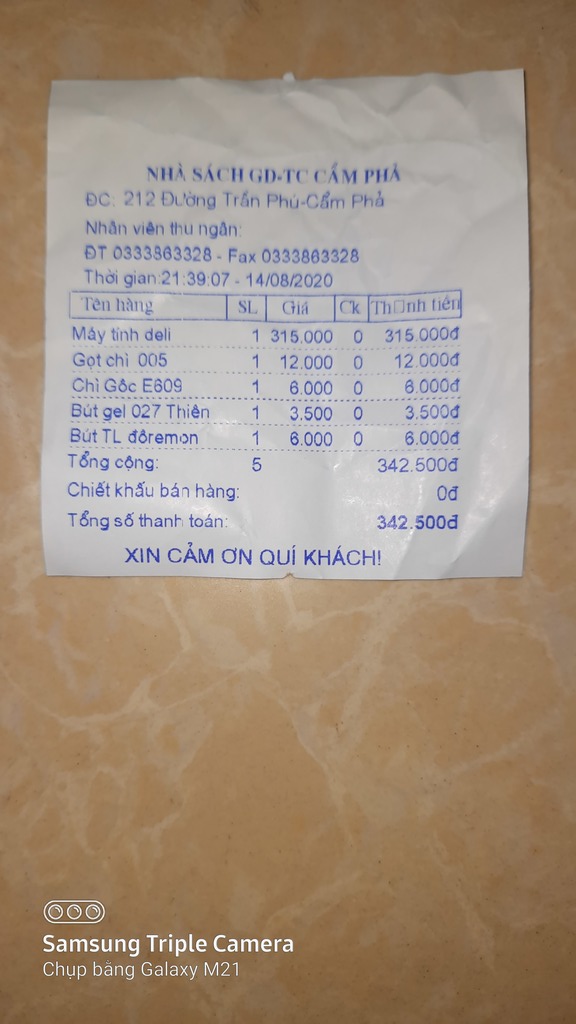 NHÀ SÁCH GD-TC CẨM PHẢ
ĐC: 212 Đường Trần Phú-Cẩm Phả
Nhân viên thu ngân:
ĐT 0333863328 - Fax 0333863328
Thời gian:21:39:07 - 14/08/2020
Tên hàng SL Giá Ck Th□nh tiền
Máy tính deli 1 315.000 0 315.000đ
Gọt chì 005 1 12.000 0 12.000đ
Chì Gôc E609 1 6.000 0 6.000đ
Bút gel 027 Thiên 1 3.500 0 3.500đ
Bút TL đôremon 1 6.000 0 6.000đ
Tổng cộng: 5 342.500đ
Chiết khấu bán hàng: 0đ
Tổng số thanh toán: 342.500đ
XIN CẢM ƠN QUÍ KHÁCH!
Samsung Triple Camera
Chụp bằng Galaxy M21